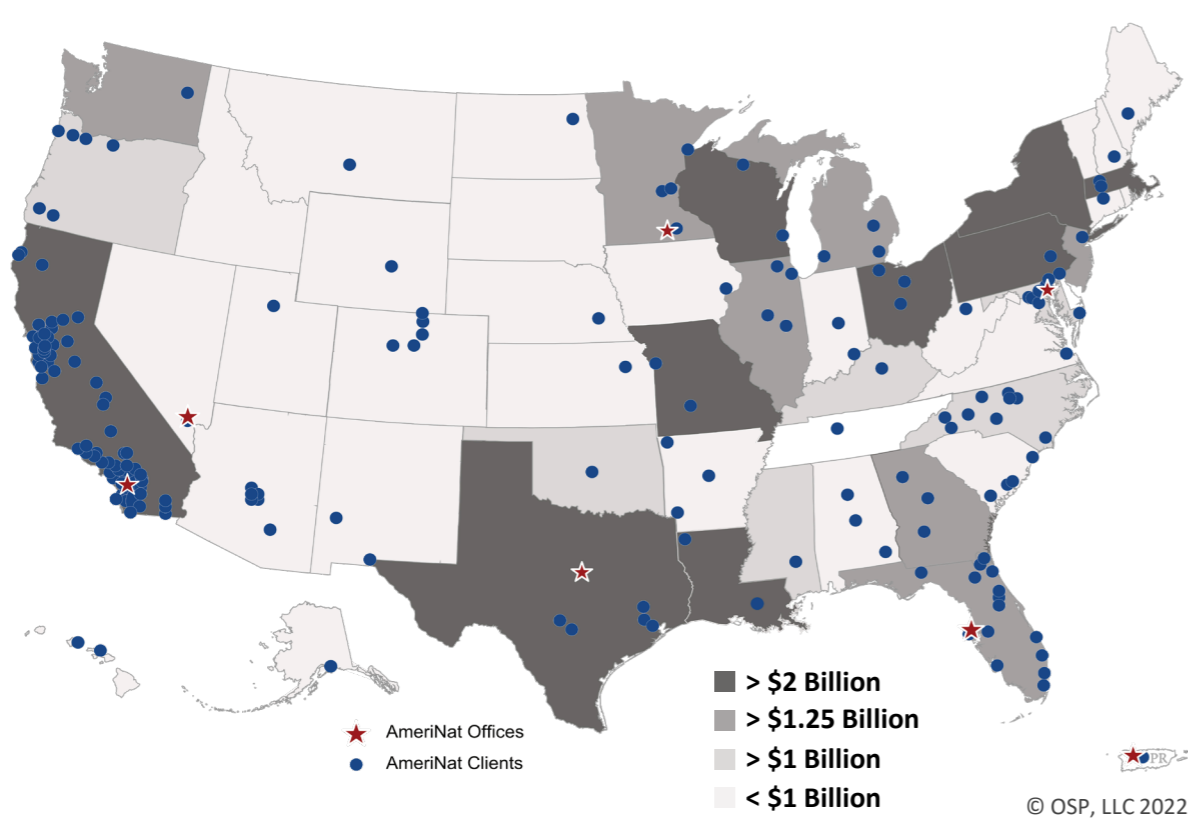 > $2 Billion
> $1.25 Billion
> $1 Billion
< $1 Billion
AmeriNat Offices
AmeriNat Clients
PR
© OSP, LLC 2022